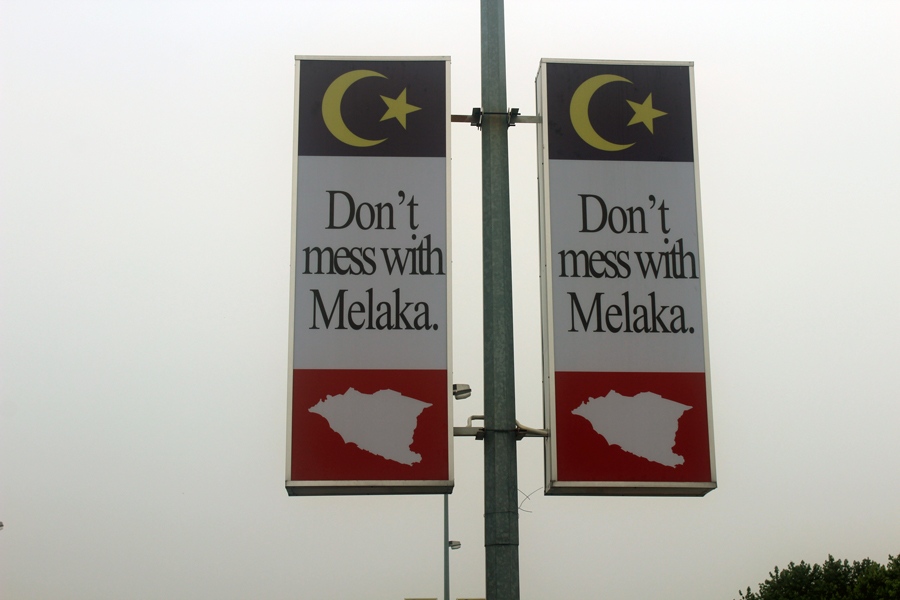 Don't
mess with
Melaka.
Don't
mess with
Melaka.